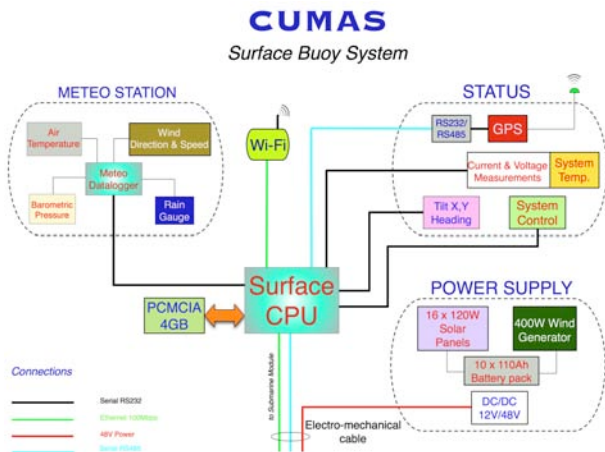 CUMAS
Surface Buoy System
METEO STATION
Air
Temperature
Wind
Direction & Speed
Meteo
Datalogger
Barometric
Pressure
Rain
Gauge
Wi-Fi
STATUS
RS232/
RS485
GPS
Current & Voltage
Measurements
System
Temp.
Tilt X,Y
Heading
System
Control
Surface
CPU
PCMCIA
4GB
POWER SUPPLY
16 x 120W
Solar
Panels
400W Wind
Generator
10 x 110Ah
Battery pack
DC/DC
12V/48V
Connections
Serial RS232
Ethernet 100Mbps
48V Power
Serial RS485
to Submarine Module
Electro-mechanical
cable